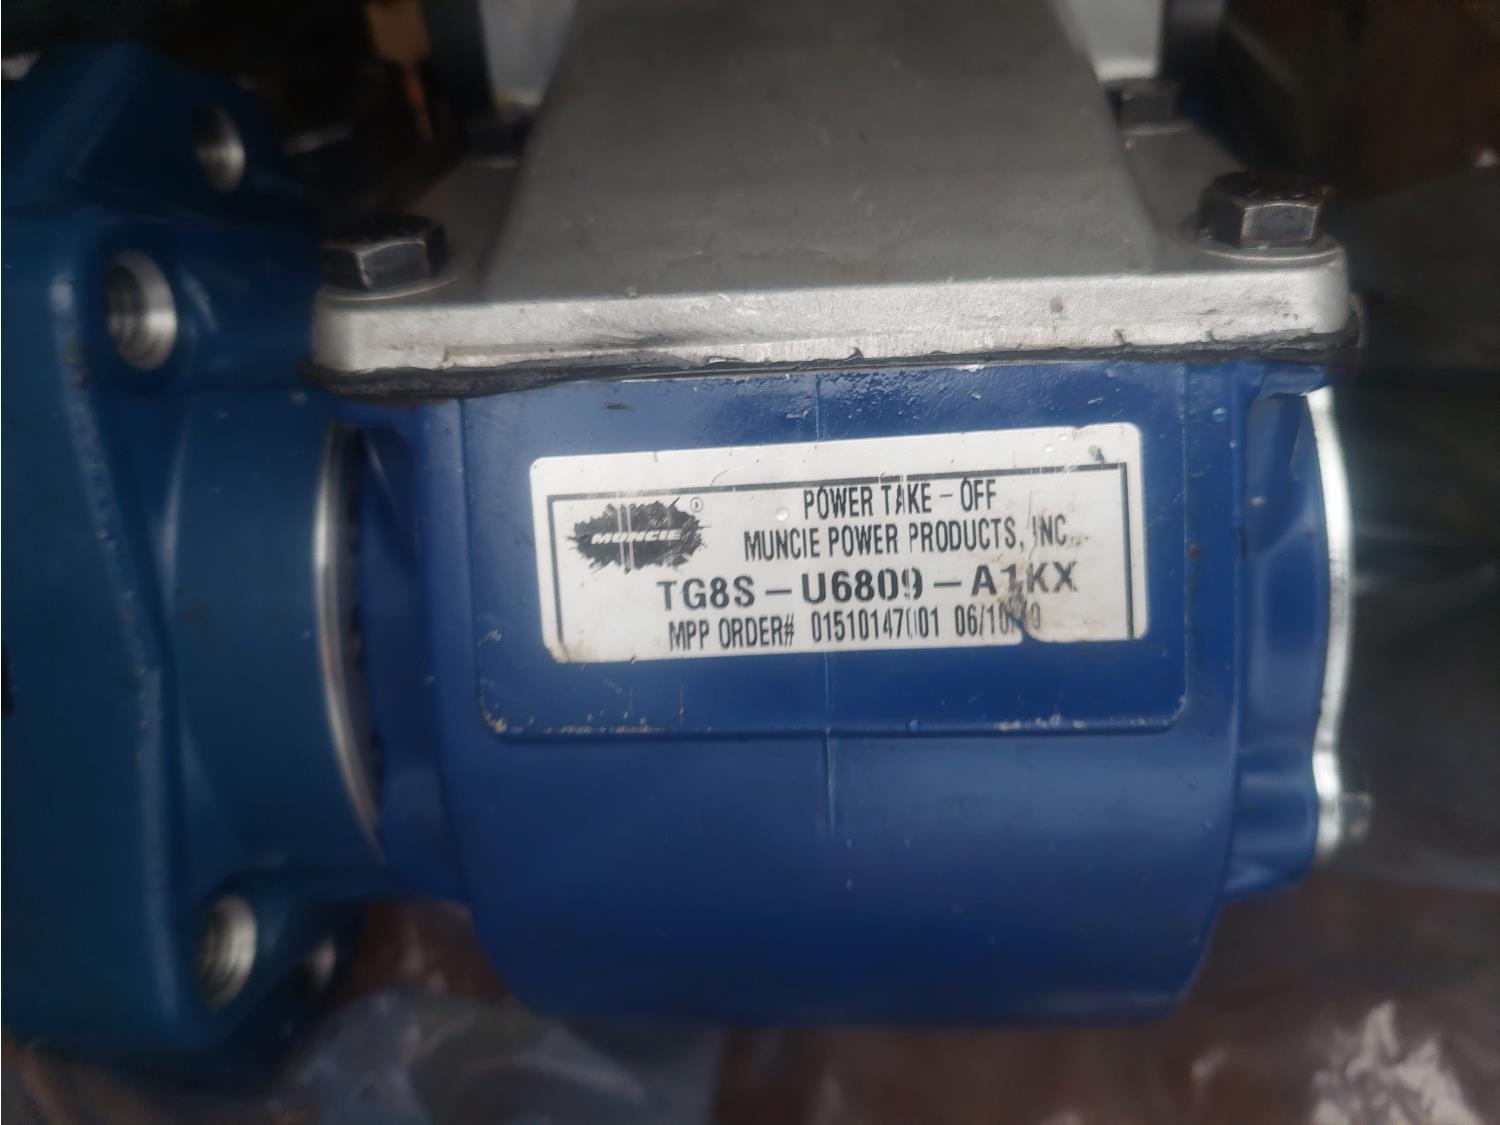 MUNCIE ®
POWER TAKE - OFF
MUNCIE POWER PRODUCTS, INC.
TG8S - U6809 - A1KX
MPP ORDER# 01510147001